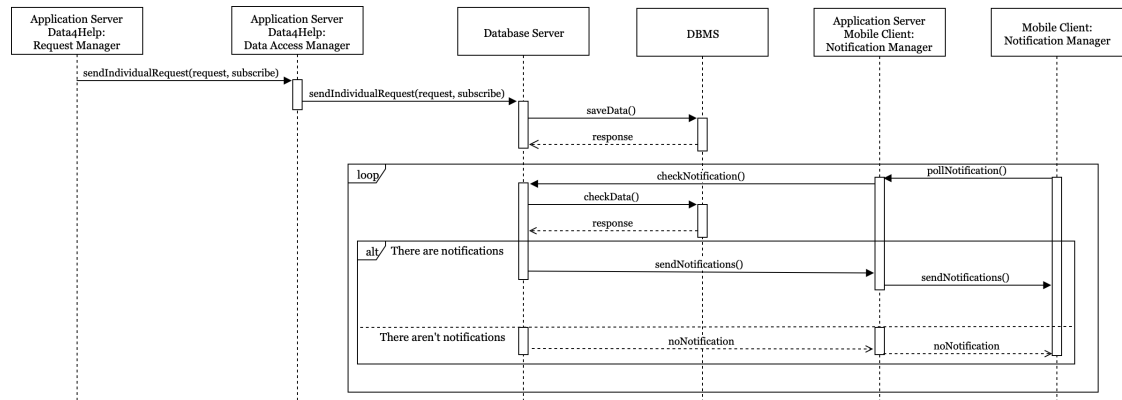 Application Server
Data4Help:
Request Manager
Application Server
Data4Help:
Data Access Manager
Database Server
DBMS
Application Server
Mobile Client:
Notification Manager
Mobile Client:
Notification Manager
sendIndividualRequest(request, subscribe)
sendIndividualRequest(request, subscribe)
saveData()
response
loop
pollNotification()
checkNotification()
checkData()
response
alt
There are notifications
sendNotifications()
sendNotifications()
There aren't notifications
noNotification
noNotification